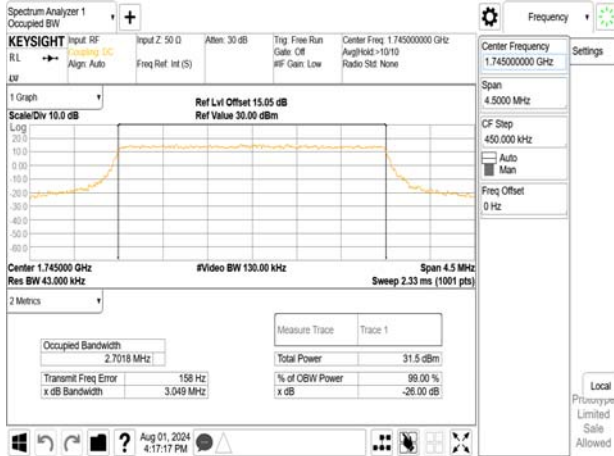 Spectrum Analyzer 1
Occupied BW
+
Frequency
KEYSIGHT
RL
Input: RF
Coupling: DC
Align: Auto
Input Z: 50 Ω
Freq Ref: Int (S)
Atten: 30 dB
Trig: Free Run
Gate: Off
#IF Gain: Low
Center Freq: 1.745000000 GHz
Avg|Hold:>10/10
Radio Std: None
Center Frequency
1.745000000 GHz
Settings
Span
4.5000 MHz
CF Step
450.000 kHz
Auto
Man
Freq Offset
0 Hz
1 Graph
Scale/Div 10.0 dB
Ref Lvl Offset 15.05 dB
Ref Value 30.00 dBm
Log
20.0
10.0
0.00
-10.0
-20.0
-30.0
-40.0
-50.0
-60.0
Center 1.745000 GHz
Res BW 43.000 kHz
#Video BW 130.00 kHz
Span 4.5 MHz
Sweep 2.33 ms (1001 pts)
2 Metrics
Measure Trace
Trace 1
Occupied Bandwidth
2.7018 MHz
Total Power
31.5 dBm
Transmit Freq Error
158 Hz
% of OBW Power
99.00 %
x dB Bandwidth
3.049 MHz
x dB
-26.00 dB
Local
Prototype
Limited
Sale
Allowed
?
Aug 01, 2024
4:17:17 PM